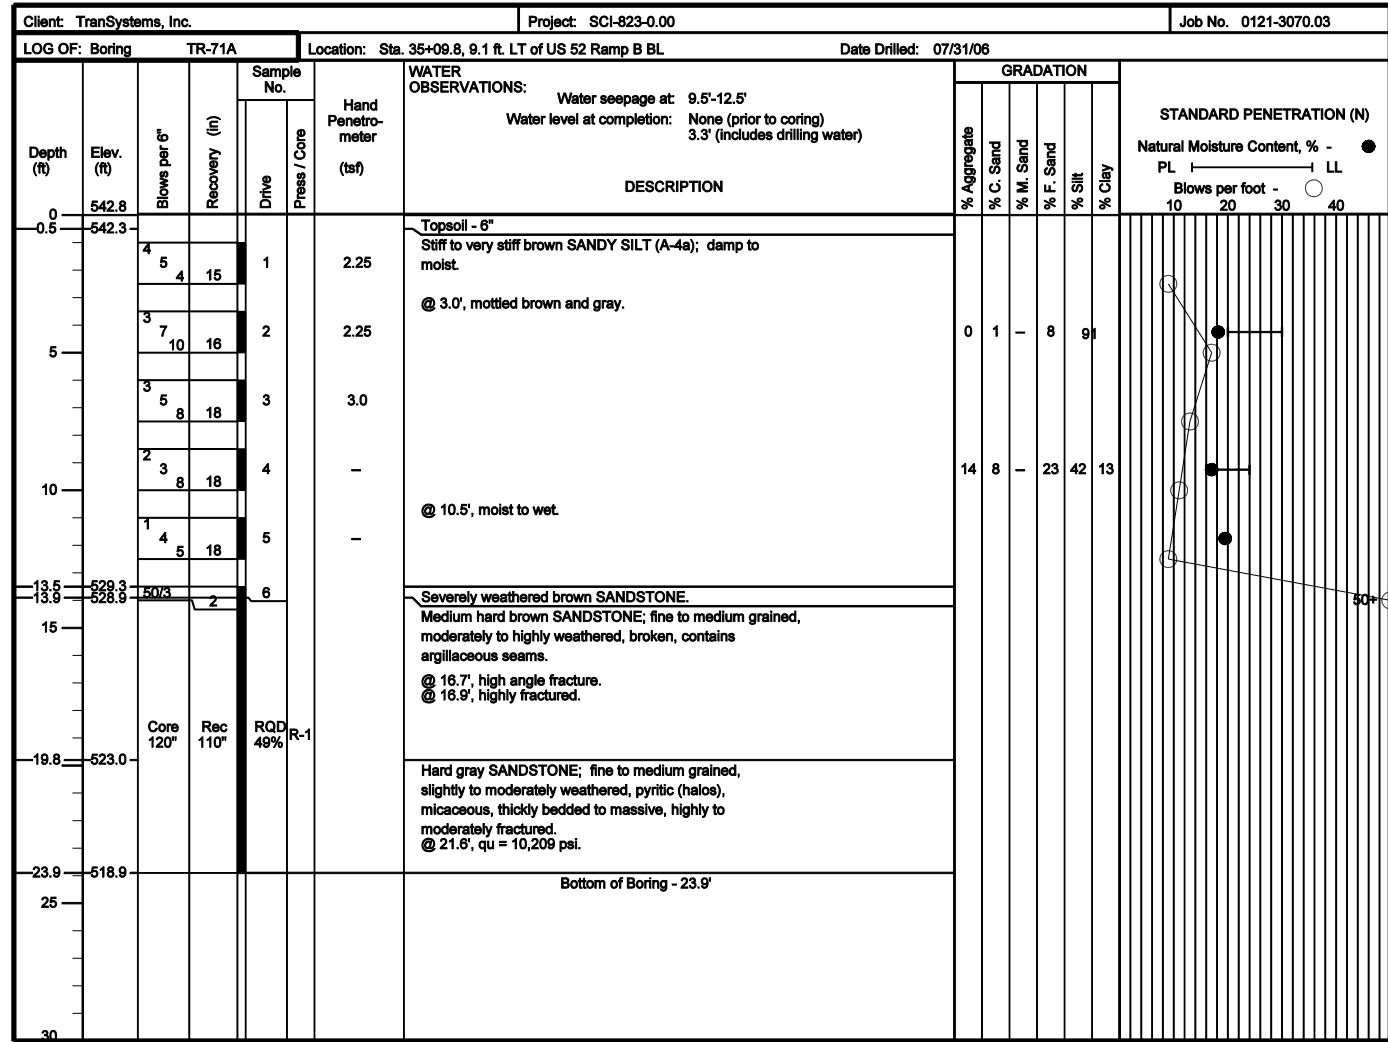 Client: TranSystems, Inc. Project: SCI-823-0.00 Job No. 0121-3070.03
LOG OF: Boring TR-71A Location: Sta. 35+09.8, 9.1 ft. LT of US 52 Ramp B BL Date Drilled: 07/31/06
Depth (ft)
Elev. (ft)
542.8
Blows per 6"
Recovery (in)
Sample No.
Drive
Press / Core
Hand Penetro-
meter
(tsf)
WATER
OBSERVATIONS:
Water seepage at: 9.5'-12.5'
Water level at completion: None (prior to coring)
3.3' (includes drilling water)
DESCRIPTION
GRADATION
% Aggregate
% C. Sand
% M. Sand
% F. Sand
% Silt
% Clay
STANDARD PENETRATION (N)
Natural Moisture Content, % -
PL LL
Blows per foot -
10 20 30 40
0
0.5 542.3
Topsoil - 6"
Stiff to very stiff brown SANDY SILT (A-4a); damp to
moist.
4
5
4 15 1 2.25
@ 3.0', mottled brown and gray.
3
7
10 16 2 2.25 0 1 – 8 91
5
3
5
8 18 3 3.0
2
3
8 18 4 – 14 8 – 23 42 13
10
@ 10.5', moist to wet.
1
4
5 18 5 –
13.5 529.3
13.9 528.9
50/3 2 6
Severely weathered brown SANDSTONE.
50+
Medium hard brown SANDSTONE; fine to medium grained,
moderately to highly weathered, broken, contains
argillaceous seams.
15
@ 16.7', high angle fracture.
@ 16.9', highly fractured.
Core 120"
Rec 110"
RQD 49%
R-1
19.8 523.0
Hard gray SANDSTONE; fine to medium grained,
slightly to moderately weathered, pyritic (halos),
micaceous, thickly bedded to massive, highly to
moderately fractured.
@ 21.6', qu = 10,209 psi.
23.9 518.9
Bottom of Boring - 23.9'
25
30